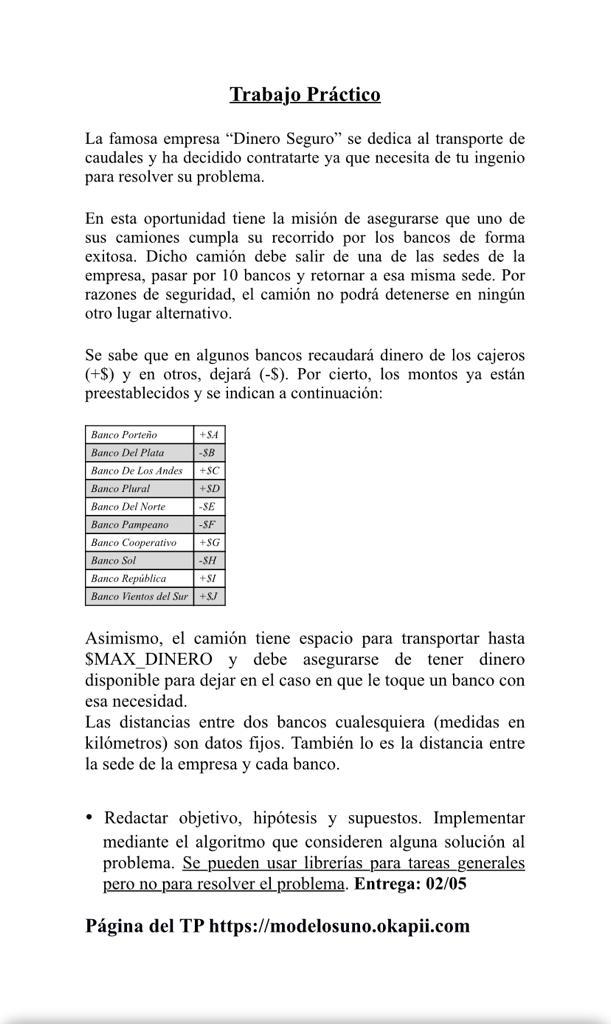 Trabajo Práctico
La famosa empresa “Dinero Seguro” se dedica al transporte de
caudales y ha decidido contratarte ya que necesita de tu ingenio
para resolver su problema.
En esta oportunidad tiene la misión de asegurarse que uno de
sus camiones cumpla su recorrido por los bancos de forma
exitosa. Dicho camión debe salir de una de las sedes de la
empresa, pasar por 10 bancos y retornar a esa misma sede. Por
razones de seguridad, el camión no podrá detenerse en ningún
otro lugar alternativo.
Se sabe que en algunos bancos recaudará dinero de los cajeros
(+$) y en otros, dejará (-$). Por cierto, los montos ya están
preestablecidos y se indican a continuación:
Banco Porteño +$A
Banco Del Plata -$B
Banco De Los Andes +$C
Banco Plural +$D
Banco Del Norte -$E
Banco Pampeano -$F
Banco Cooperativo +$G
Banco Sol -$H
Banco República +$I
Banco Vientos del Sur +$J
Asimismo, el camión tiene espacio para transportar hasta
$MAX_DINERO y debe asegurarse de tener dinero
disponible para dejar en el caso en que le toque un banco con
esa necesidad.
Las distancias entre dos bancos cualesquiera (medidas en
kilómetros) son datos fijos. También lo es la distancia entre
la sede de la empresa y cada banco.
• Redactar objetivo, hipótesis y supuestos. Implementar
mediante el algoritmo que consideren alguna solución al
problema. Se pueden usar librerías para tareas generales
pero no para resolver el problema. Entrega: 02/05
Página del TP https://modelosuno.okapii.com